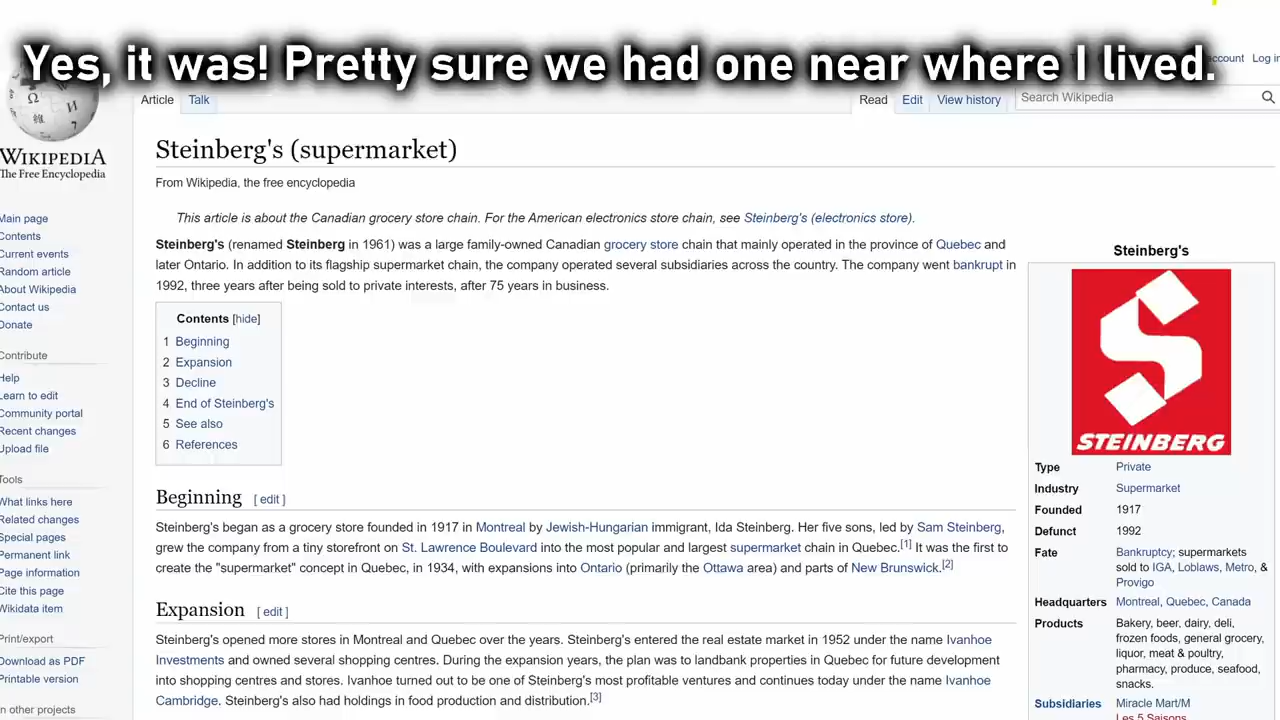 Yes, it was! Pretty sure we had one near where I lived.
account Log in
Article Talk
Read Edit View history Search Wikipedia
WIKIPEDIA
The Free Encyclopedia
Steinberg's (supermarket)
From Wikipedia, the free encyclopedia
This article is about the Canadian grocery store chain. For the American electronics store chain, see Steinberg's (electronics store).
Steinberg's (renamed Steinberg in 1961) was a large family-owned Canadian grocery store chain that mainly operated in the province of Quebec and
later Ontario. In addition to its flagship supermarket chain, the company operated several subsidiaries across the country. The company went bankrupt in
1992, three years after being sold to private interests, after 75 years in business.
Contents [hide]
1 Beginning
2 Expansion
3 Decline
4 End of Steinberg's
5 See also
6 References
Beginning [ edit ]
Steinberg's began as a grocery store founded in 1917 in Montreal by Jewish-Hungarian immigrant, Ida Steinberg. Her five sons, led by Sam Steinberg,
grew the company from a tiny storefront on St. Lawrence Boulevard into the most popular and largest supermarket chain in Quebec.[1] It was the first to
create the "supermarket" concept in Quebec, in 1934, with expansions into Ontario (primarily the Ottawa area) and parts of New Brunswick.[2]
Expansion [ edit ]
Steinberg's opened more stores in Montreal and Quebec over the years. Steinberg's entered the real estate market in 1952 under the name Ivanhoe
Investments and owned several shopping centres. During the expansion years, the plan was to landbank properties in Quebec for future development
into shopping centres and stores. Ivanhoe turned out to be one of Steinberg's most profitable ventures and continues today under the name Ivanhoe
Cambridge. Steinberg's also had holdings in food production and distribution.[3]
Steinberg's
STEINBERG
Type Private
Industry Supermarket
Founded 1917
Defunct 1992
Fate Bankruptcy; supermarkets
sold to IGA, Loblaws, Metro, &
Provigo
Headquarters Montreal, Quebec, Canada
Products Bakery, beer, dairy, deli,
frozen foods, general grocery,
liquor, meat & poultry,
pharmacy, produce, seafood,
snacks.
Subsidiaries Miracle Mart/M
Les 5 Saisons
Main page
Contents
Current events
Random article
About Wikipedia
Contact us
Donate
Contribute
Help
Learn to edit
Community portal
Recent changes
Upload file
Tools
What links here
Related changes
Special pages
Permanent link
Page information
Cite this page
Wikidata item
Print/export
Download as PDF
Printable version
In other projects